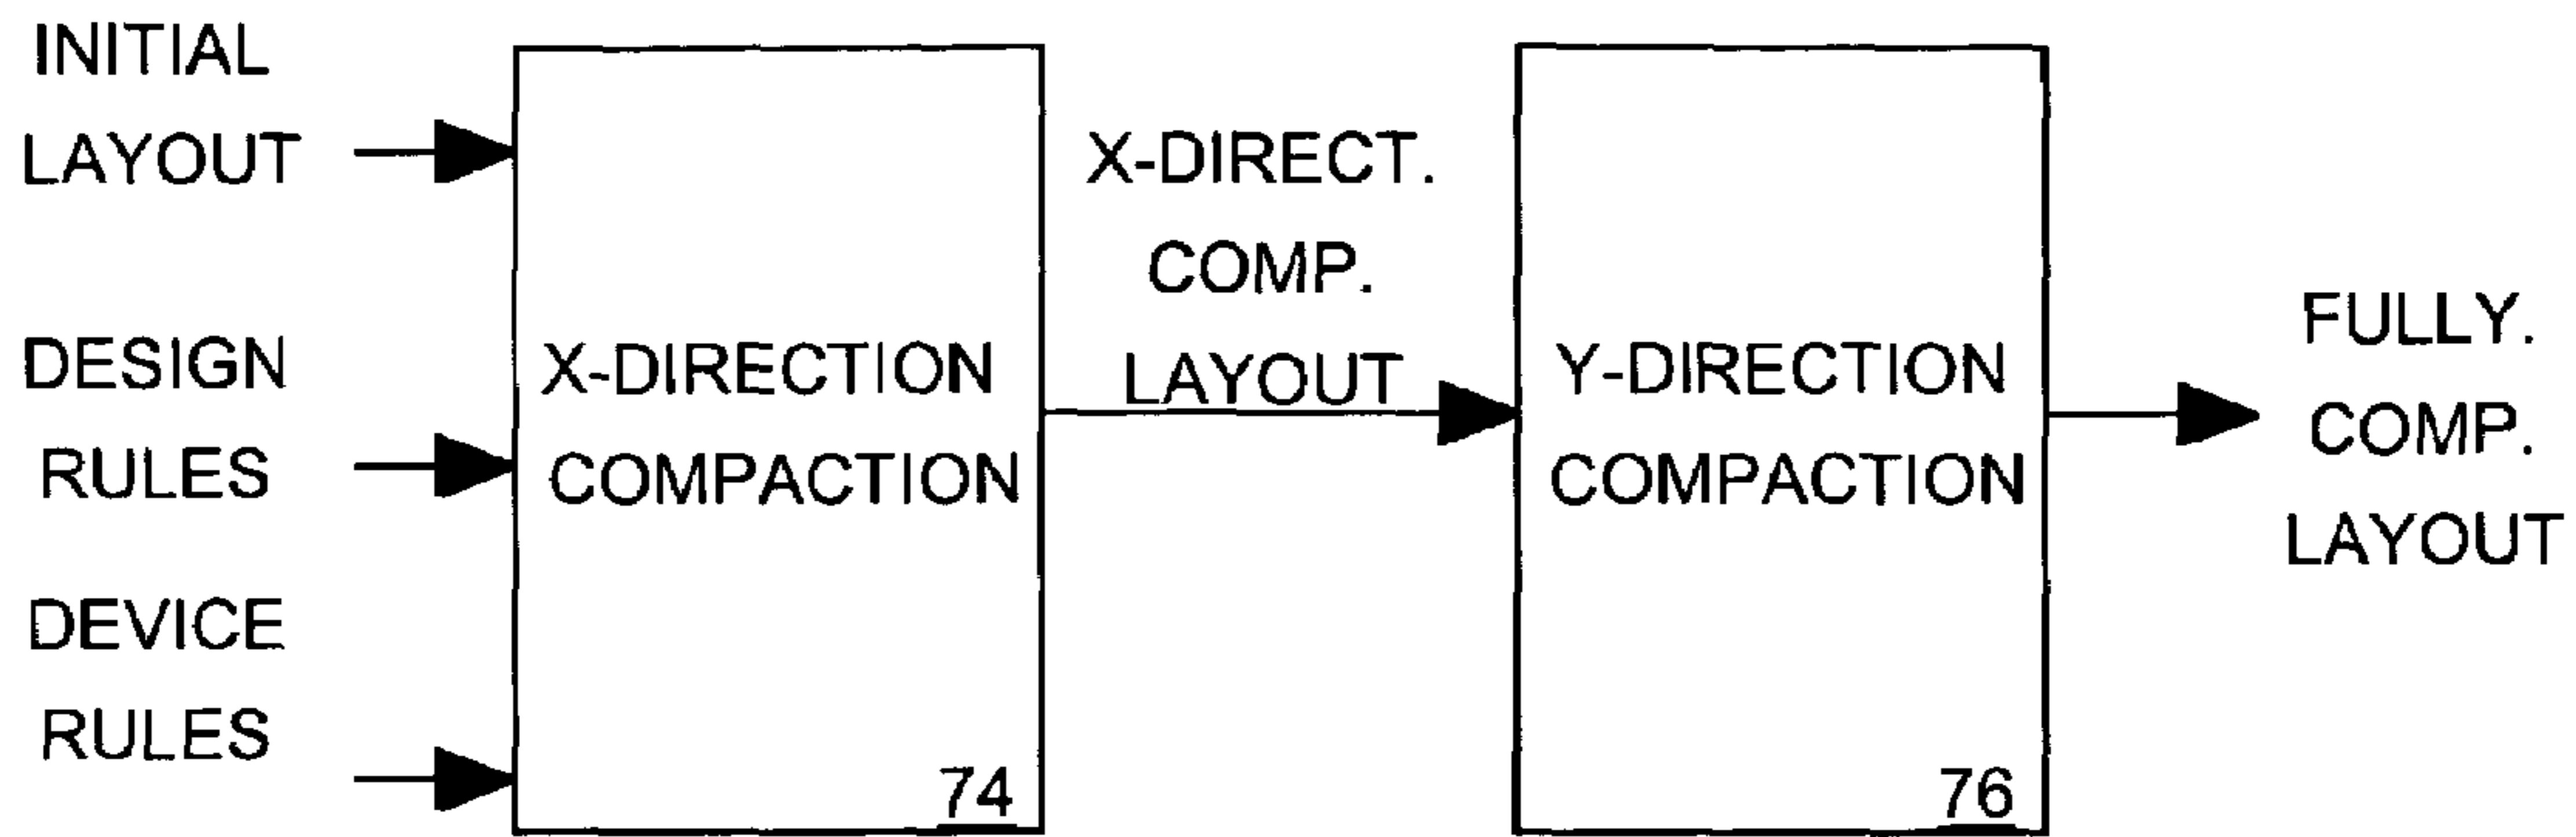 INITIAL
LAYOUT
DESIGN
RULES
DEVICE
RULES
X-DIRECTION
COMPACTION
74
X-DIRECT.
COMP.
LAYOUT
Y-DIRECTION
COMPACTION
76
FULLY.
COMP.
LAYOUT